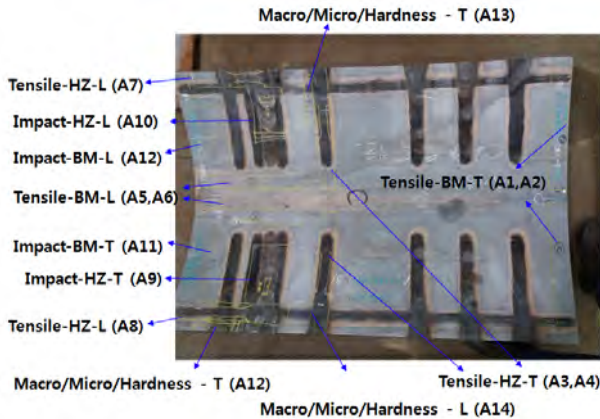 Macro/Micro/Hardness - T (A13)
Tensile-HZ-L (A7)
Impact-HZ-L (A10)
Impact-BM-L (A12)
Tensile-BM-T (A1,A2)
Tensile-BM-L (A5,A6)
Impact-BM-T (A11)
Impact-HZ-T (A9)
Tensile-HZ-L (A8)
Macro/Micro/Hardness - T (A12)
Tensile-HZ-T (A3,A4)
Macro/Micro/Hardness - L (A14)